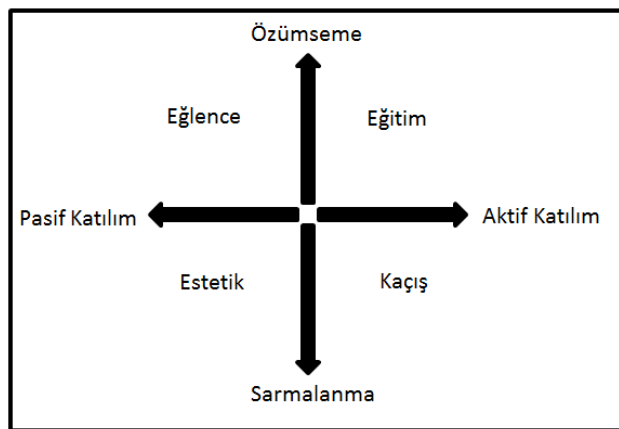 Özümseme
Eğlence
Eğitim
Pasif Katılım
Aktif Katılım
Estetik
Kaçış
Sarmalanma